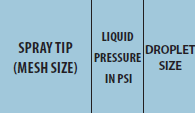 SPRAY TIP
(MESH SIZE)
LIQUID
PRESSURE
IN PSI
DROPLET
SIZE